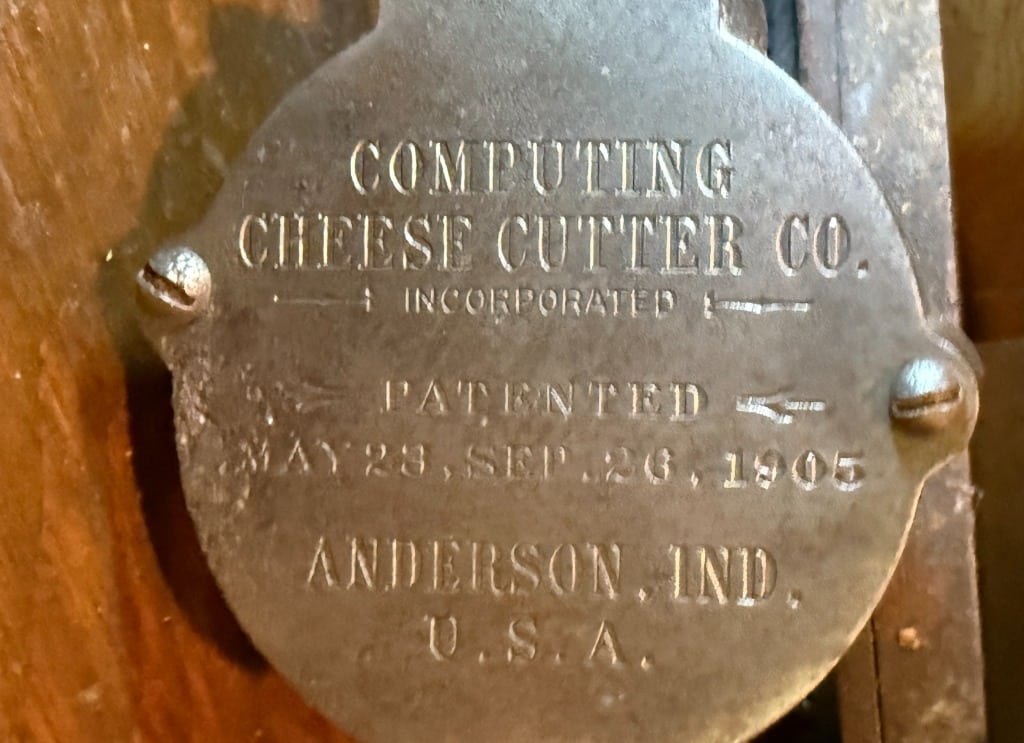 COMPUTING
CHEESE CUTTER CO.
INCORPORATED
PATENTED
MAY 23, SEP. 26, 1905
ANDERSON, IND.
U.S.A.